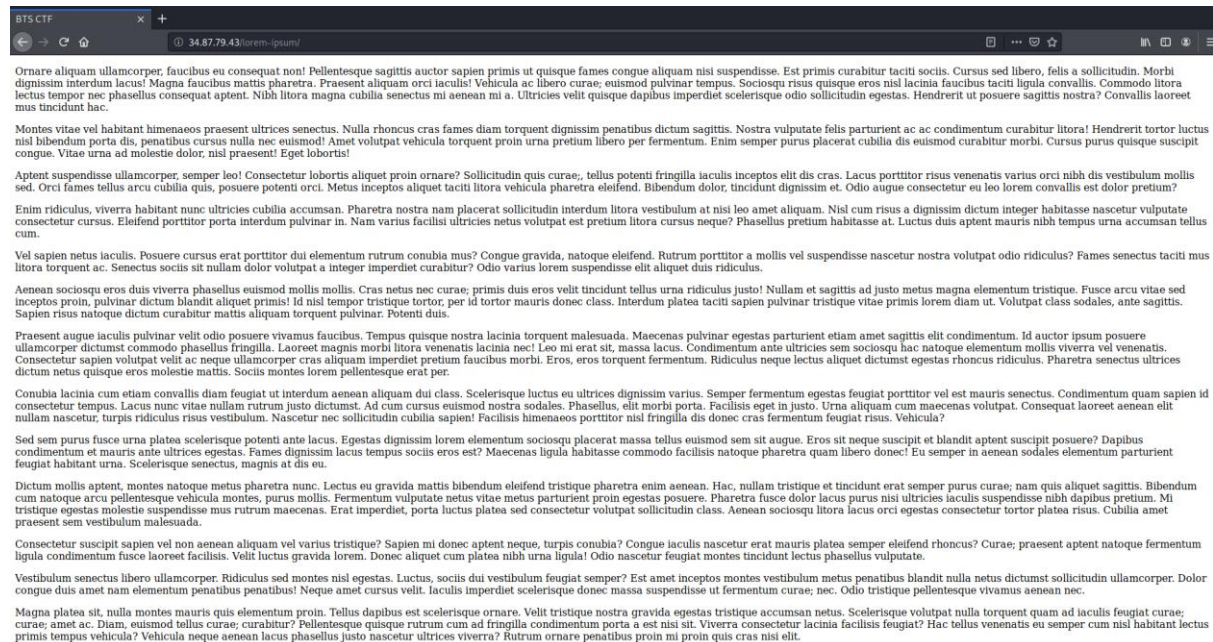 BTS CTF
34.87.79.43/lorem-ipsum/
Ornare aliquam ullamcorper, faucibus eu consequat non! Pellentesque sagittis auctor sapien primis ut quisque fames congue aliquam nisi suspendisse. Est primis curabitur taciti sociis. Cursus sed libero, felis a sollicitudin. Morbi
dignissim interdum lacus! Magna faucibus mattis pharetra. Praesent aliquam orci iaculis! Vehicula ac libero curae; euismod pulvinar tempus. Sociosqu risus quisque eros nisl lacinia faucibus taciti ligula convallis. Commodo litora
lectus tempor nec phasellus consequat aptent. Nibh litora magna cubilia senectus mi aenean mi a. Ultricies velit quisque dapibus imperdiet scelerisque odio sollicitudin egestas. Hendrerit ut posuere sagittis nostra? Convallis laoreet
mus tincidunt hac.
Montes vitae vel habitant himenaeos praesent ultrices senectus. Nulla rhoncus cras fames diam torquent dignissim penatibus dictum sagittis. Nostra vulputate felis parturient ac ac condimentum curabitur litora! Hendrerit tortor luctus
nisl bibendum porta dis, penatibus cursus nulla nec euismod! Amet volutpat vehicula torquent proin urna pretium libero per fermentum. Enim semper purus placerat cubilia dis euismod curabitur morbi. Cursus purus quisque suscipit
congue. Vitae urna ad molestie dolor, nisl praesent! Eget lobortis!
Aptent suspendisse ullamcorper, semper leo! Consectetur lobortis aliquet proin ornare? Sollicitudin quis curae;, tellus potenti fringilla iaculis inceptos elit dis cras. Lacus porttitor risus venenatis varius orci nibh dis vestibulum mollis
sed. Orci fames tellus arcu cubilia quis, posuere potenti orci. Metus inceptos aliquet taciti litora vehicula pharetra eleifend. Bibendum dolor, tincidunt dignissim et. Odio augue consectetur eu leo lorem convallis est dolor pretium?
Enim ridiculus, viverra habitant nunc ultricies cubilia accumsan. Pharetra nostra nam placerat sollicitudin interdum litora vestibulum at nisi leo amet aliquam. Nisl cum risus a dignissim dictum integer habitasse nascetur vulputate
consectetur cursus. Eleifend porttitor porta interdum pulvinar in. Nam varius facilisi ultricies netus volutpat est pretium litora cursus neque? Phasellus pretium habitasse at. Luctus duis aptent mauris nibh tempus urna accumsan tellus
cum.
Vel sapien netus iaculis. Posuere cursus erat porttitor dui elementum rutrum conubia mus? Congue gravida, natoque eleifend. Rutrum porttitor a mollis vel suspendisse nascetur nostra volutpat odio ridiculus? Fames senectus taciti mus
litora torquent ac. Senectus sociis sit nullam dolor volutpat a integer imperdiet curabitur? Odio varius lorem suspendisse elit aliquet duis ridiculus.
Aenean sociosqu eros duis viverra phasellus euismod mollis mollis. Cras netus nec curae; primis duis eros velit tincidunt tellus urna ridiculus justo! Nullam et sagittis ad justo metus magna elementum tristique. Fusce arcu vitae sed
inceptos proin, pulvinar dictum blandit aliquet primis! Id nisl tempor tristique tortor, per id tortor mauris donec class. Interdum platea taciti sapien pulvinar tristique vitae primis lorem diam ut. Volutpat class sodales, ante sagittis.
Sapien risus natoque dictum curabitur mattis aliquam torquent pulvinar. Potenti duis.
Praesent augue iaculis pulvinar velit odio posuere vivamus faucibus. Tempus quisque nostra lacinia torquent malesuada. Maecenas pulvinar egestas parturient etiam amet sagittis elit condimentum. Id auctor ipsum posuere
ullamcorper dictumst commodo phasellus fringilla. Laoreet magnis morbi litora venenatis lacinia nec! Leo mi erat sit, massa lacus. Condimentum ante ultricies sem sociosqu hac natoque elementum mollis viverra vel venenatis.
Consectetur sapien volutpat velit ac neque ullamcorper cras aliquam imperdiet pretium faucibus morbi. Eros, eros torquent fermentum. Ridiculus neque lectus aliquet dictumst egestas rhoncus ridiculus. Pharetra senectus ultrices
dictum netus quisque eros molestie mattis. Sociis montes lorem pellentesque erat per.
Conubia lacinia cum etiam convallis diam feugiat ut interdum aenean aliquam dui class. Scelerisque luctus eu ultrices dignissim varius. Semper fermentum egestas feugiat porttitor vel est mauris senectus. Condimentum quam sapien id
consectetur tempus. Lacus nunc vitae nullam rutrum justo dictumst. Ad cum cursus euismod nostra sodales. Phasellus, elit morbi porta. Facilisis eget in justo. Urna aliquam cum maecenas volutpat. Consequat laoreet aenean elit
nullam nascetur, turpis ridiculus risus vestibulum. Nascetur nec sollicitudin cubilia sapien! Facilisis himenaeos porttitor nisl fringilla dis donec cras fermentum feugiat risus. Vehicula?
Sed sem purus fusce urna platea scelerisque potenti ante lacus. Egestas dignissim lorem elementum sociosqu placerat massa tellus euismod sem sit augue. Eros sit neque suscipit et blandit aptent suscipit posuere? Dapibus
condimentum et mauris ante ultrices egestas. Fames dignissim lacus tempus sociis eros est? Maecenas ligula habitasse commodo facilisis natoque pharetra quam libero donec! Eu semper in aenean sodales elementum parturient
feugiat habitant urna. Scelerisque senectus, magnis at dis eu.
Dictum mollis aptent, montes natoque metus pharetra nunc. Lectus eu gravida mattis bibendum eleifend tristique pharetra enim aenean. Hac, nullam tristique et tincidunt erat semper purus curae; nam quis aliquet sagittis. Bibendum
cum natoque arcu pellentesque vehicula montes, purus mollis. Fermentum vulputate netus vitae metus parturient proin egestas posuere. Pharetra fusce dolor lacus purus nisi ultricies iaculis suspendisse nibh dapibus pretium. Mi
tristique egestas molestie suspendisse mus rutrum maecenas. Erat imperdiet, porta luctus platea sed consectetur volutpat sollicitudin class. Aenean sociosqu litora lacus orci egestas consectetur tortor platea risus. Cubilia amet
praesent sem vestibulum malesuada.
Consectetur suscipit sapien vel non aenean aliquam vel varius tristique? Sapien mi donec aptent neque, turpis conubia? Congue iaculis nascetur erat mauris platea semper eleifend rhoncus? Curae; praesent aptent natoque fermentum
ligula condimentum fusce laoreet facilisis. Velit luctus gravida lorem. Donec aliquet cum platea nibh urna ligula! Odio nascetur feugiat montes tincidunt lectus phasellus vulputate.
Vestibulum senectus libero ullamcorper. Ridiculus sed montes nisl egestas. Luctus, sociis dui vestibulum feugiat semper? Est amet inceptos montes vestibulum metus penatibus blandit nulla netus dictumst sollicitudin ullamcorper. Dolor
congue duis amet nam elementum penatibus penatibus! Neque amet cursus velit. Iaculis imperdiet scelerisque donec massa suspendisse ut fermentum curae; nec. Odio tristique pellentesque vivamus aenean nec.
Magna platea sit, nulla montes mauris quis elementum proin. Tellus dapibus est scelerisque ornare. Velit tristique nostra gravida egestas tristique accumsan netus. Scelerisque volutpat nulla torquent quam ad iaculis feugiat curae;
curae; amet ac. Diam, euismod tellus curae; curabitur? Pellentesque quisque rutrum cum ad fringilla condimentum porta a est nisi sit. Viverra consectetur lacinia facilisis feugiat? Hac tellus venenatis eu semper cum nisl habitant lectus
primis tempus vehicula? Vehicula neque aenean lacus phasellus justo nascetur ultrices viverra? Rutrum ornare penatibus proin mi proin quis cras nisi elit.